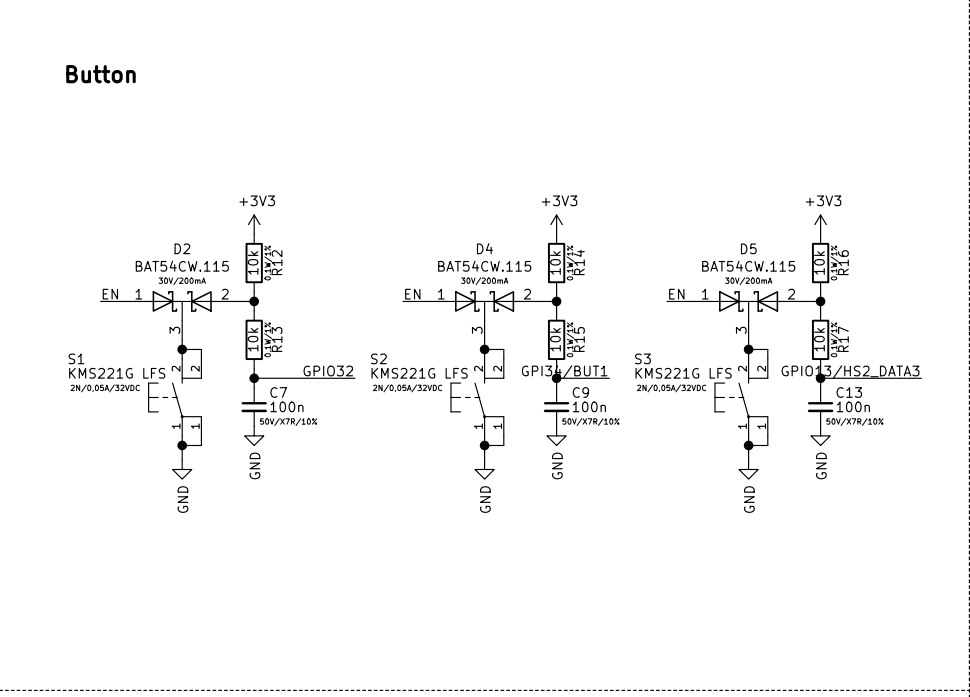 Button
+3V3
D2
BAT54CW.115
30V/200mA
10k
0.1W/1%
R12
EN 1 2
3
10k
0.1W/1%
R13
S1
KMS221G LFS
2N/0,05A/32VDC
2 2
1 1
GPIO32
C7
100n
50V/X7R/10%
GND
GND
+3V3
D4
BAT54CW.115
30V/200mA
10k
0.1W/1%
R14
EN 1 2
3
10k
0.1W/1%
R15
S2
KMS221G LFS
2N/0,05A/32VDC
2 2
1 1
GPI34/BUT1
C9
100n
50V/X7R/10%
GND
GND
+3V3
D5
BAT54CW.115
30V/200mA
10k
0.1W/1%
R16
EN 1 2
3
10k
0.1W/1%
R17
S3
KMS221G LFS
2N/0,05A/32VDC
2 2
1 1
GPIO13/HS2_DATA3
C13
100n
50V/X7R/10%
GND
GND